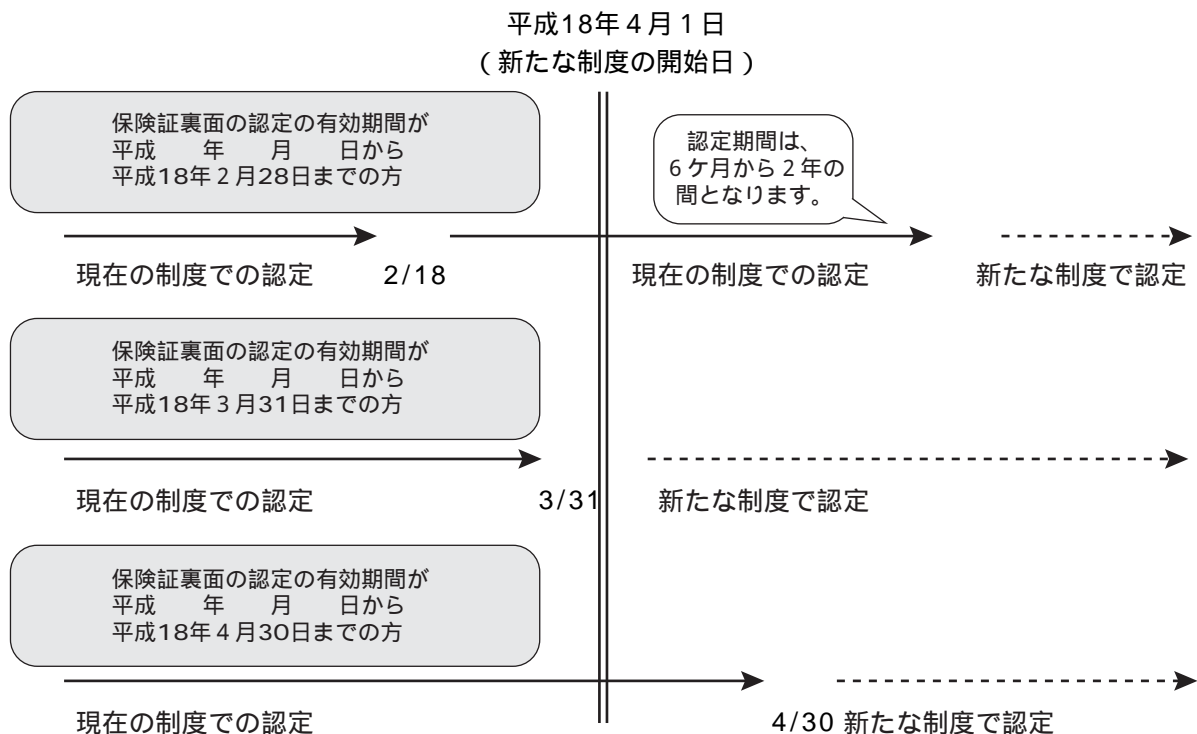 平成18年４月１日
（新たな制度の開始日）
保険証裏面の認定の有効期間が
平成　　年　　月　　日から
平成18年２月28日までの方
認定期間は、
６ケ月から２年の
間となります。
現在の制度での認定　2/18　現在の制度での認定　新たな制度で認定
保険証裏面の認定の有効期間が
平成　　年　　月　　日から
平成18年３月31日までの方
現在の制度での認定　3/31　新たな制度で認定
保険証裏面の認定の有効期間が
平成　　年　　月　　日から
平成18年４月30日までの方
現在の制度での認定　4/30 新たな制度で認定